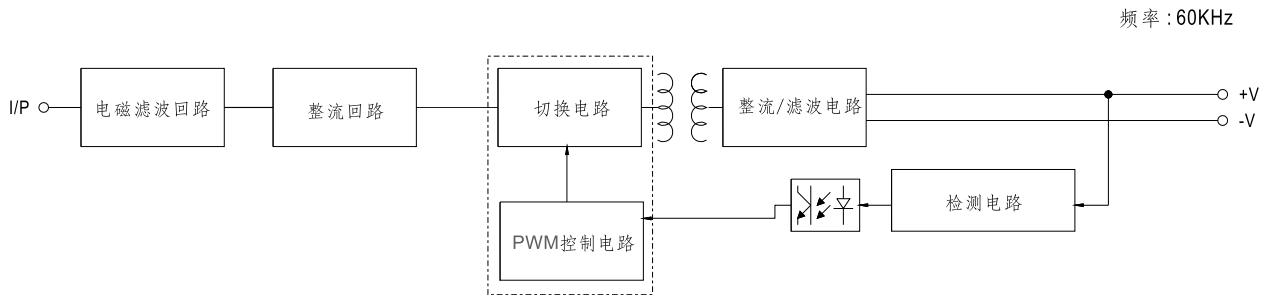 频率:60KHz
I/P
电磁滤波回路
整流回路
切换电路
整流/滤波电路
+V
-V
检测电路
PWM控制电路